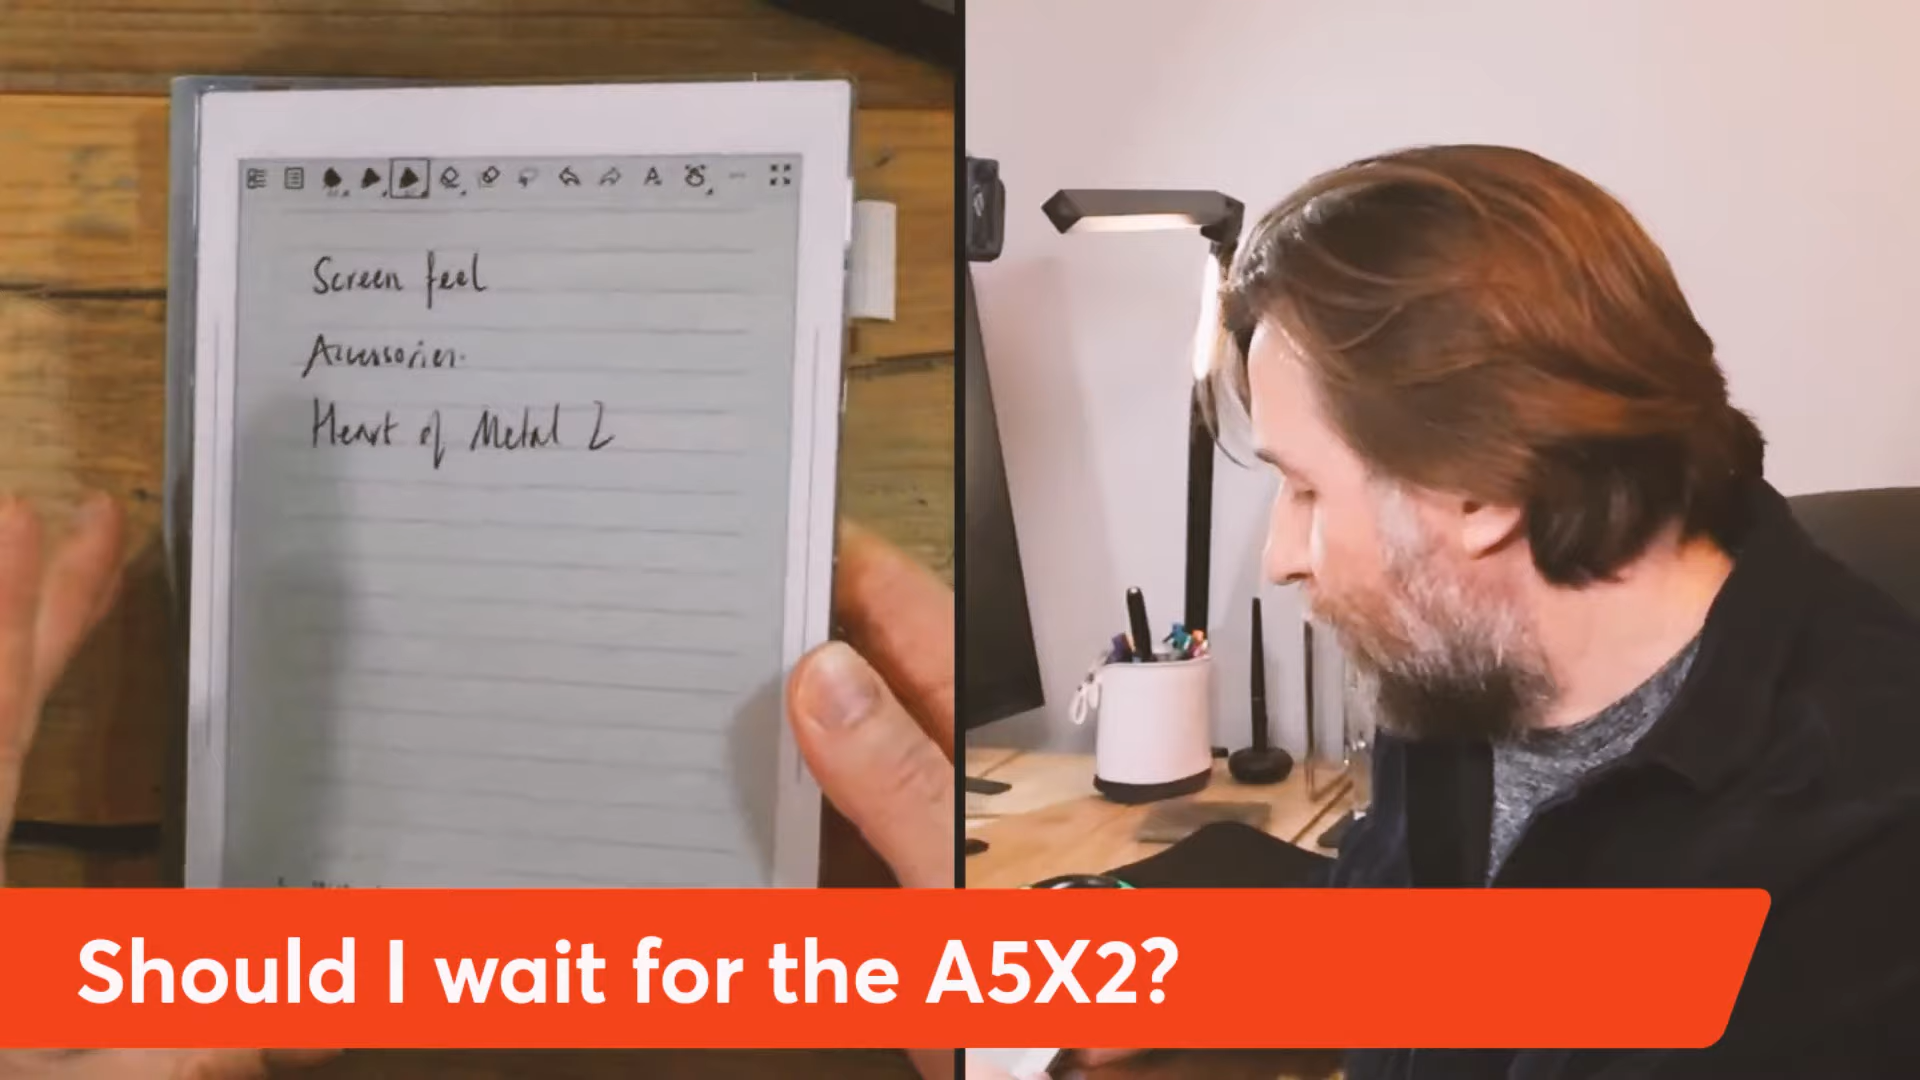 Screen feel
Accessories.
Heart of Metal 2
Should I wait for the A5X2?